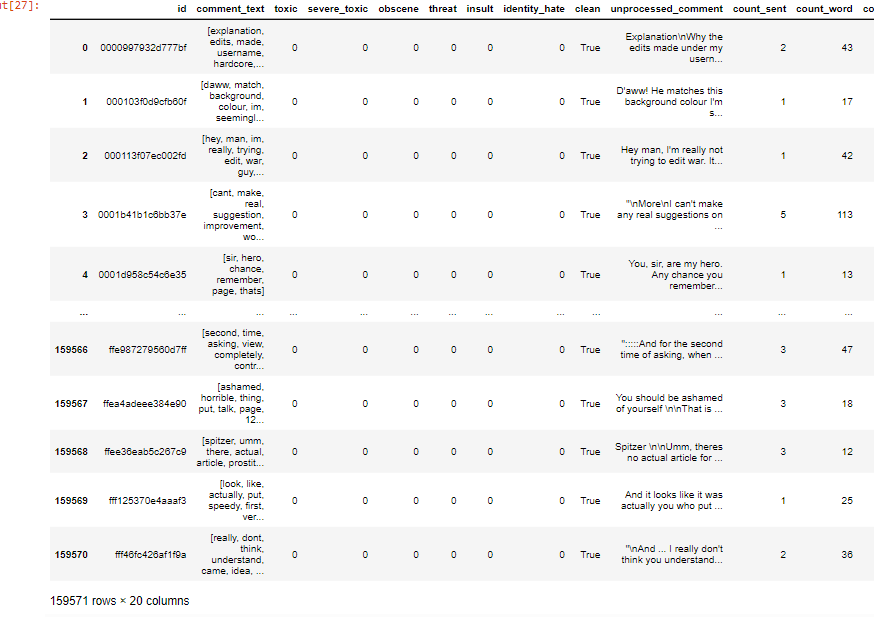 t[27]:
id comment_text toxic severe_toxic obscene threat insult identity_hate clean unprocessed_comment count_sent count_word co
0 0000997932d777bf [explanation, edits, made, username, hardcore,... 0 0 0 0 0 0 True Explanation\nWhy the edits made under my usern... 2 43
1 000103f0d9cfb60f [daww, match, background, colour, im, seemingl... 0 0 0 0 0 0 True D'aww! He matches this background colour I'm s... 1 17
2 000113f07ec002fd [hey, man, im, really, trying, edit, war, guy,... 0 0 0 0 0 0 True Hey man, I'm really not trying to edit war. It... 1 42
3 0001b41b1c6bb37e [cant, make, real, suggestion, improvement, wo... 0 0 0 0 0 0 True "\nMore\nI can't make any real suggestions on ... 5 113
4 0001d958c54c6e35 [sir, hero, chance, remember, page, thats] 0 0 0 0 0 0 True You, sir, are my hero. Any chance you remember... 1 13
... ... ... ... ... ... ... ... ... ... ... ... ...
159566 ffe987279560d7ff [second, time, asking, view, completely, contr... 0 0 0 0 0 0 True ":::::And for the second time of asking, when ... 3 47
159567 ffea4adeee384e90 [ashamed, horrible, thing, put, talk, page, 12... 0 0 0 0 0 0 True You should be ashamed of yourself \n\nThat is ... 3 18
159568 ffee36eab5c267c9 [spitzer, umm, there, actual, article, prostit... 0 0 0 0 0 0 True Spitzer \n\nUmm, theres no actual article for ... 3 12
159569 fff125370e4aaaf3 [look, like, actually, put, speedy, first, ver... 0 0 0 0 0 0 True And it looks like it was actually you who put ... 1 25
159570 fff46fc426af1f9a [really, dont, think, understand, came, idea, ... 0 0 0 0 0 0 True "\nAnd ... I really don't think you understand... 2 36
159571 rows × 20 columns